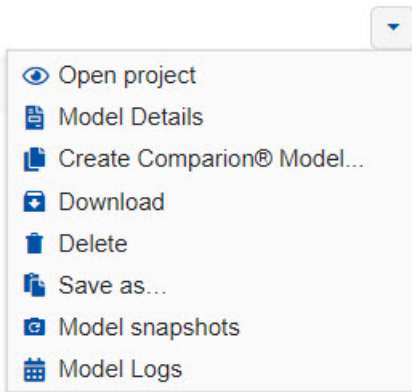 Open project
Model Details
Create Comparion® Model...
Download
Delete
Save as...
Model snapshots
Model Logs